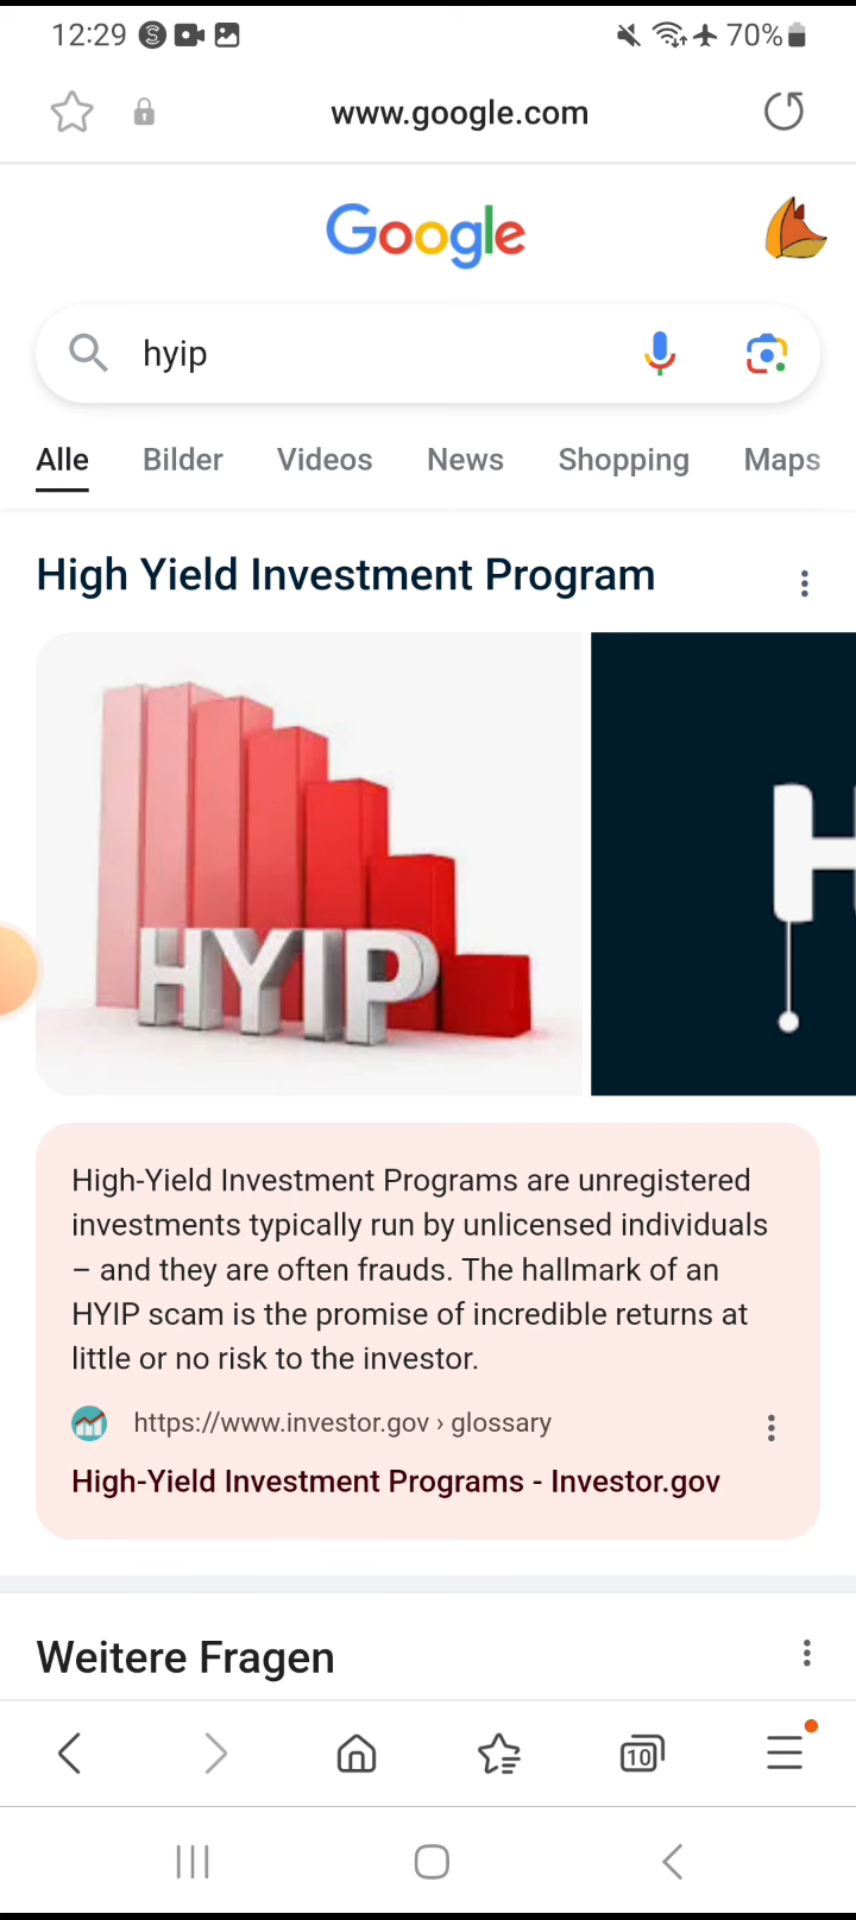 12:29
70%
www.google.com
Google
hyip
Alle Bilder Videos News Shopping Maps
High Yield Investment Program
HYIP
H
High-Yield Investment Programs are unregistered
investments typically run by unlicensed individuals
– and they are often frauds. The hallmark of an
HYIP scam is the promise of incredible returns at
little or no risk to the investor.
https://www.investor.gov › glossary
High-Yield Investment Programs - Investor.gov
Weitere Fragen
10